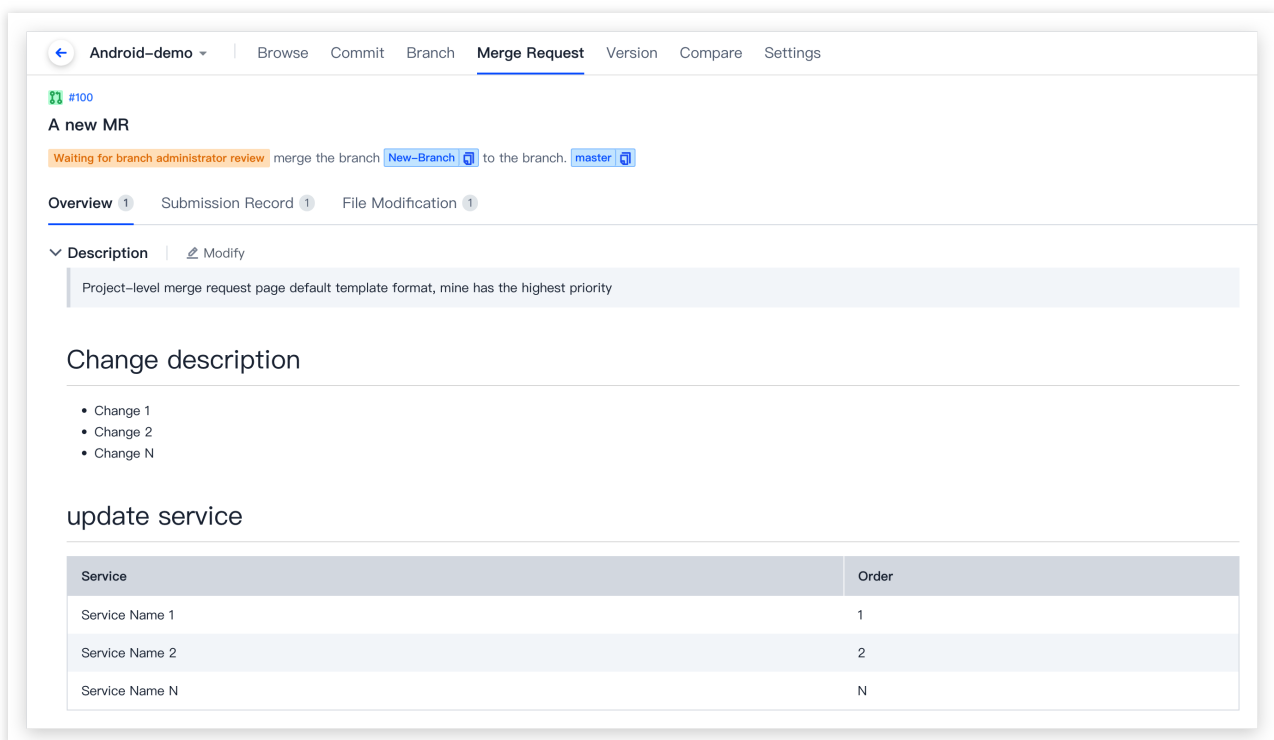 Android-demo Browse Commit Branch Merge Request Version Compare Settings
#100
A new MR
Waiting for branch administrator review merge the branch New-Branch to the branch. master
Overview 1 Submission Record 1 File Modification 1
Description Modify
Project-level merge request page default template format, mine has the highest priority
Change description
• Change 1
• Change 2
• Change N
update service
Service Order
Service Name 1 1
Service Name 2 2
Service Name N N